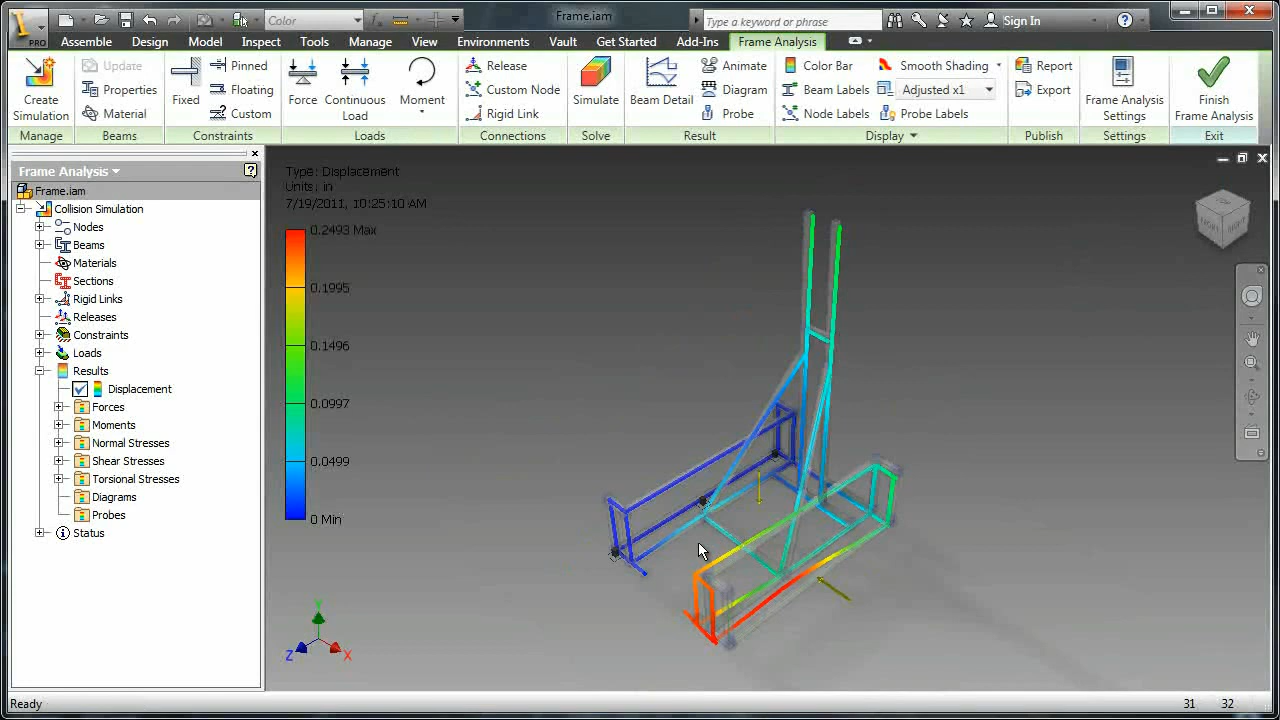 PRO
Color
Frame.iam
Type a keyword or phrase
Sign In
Assemble Design Model Inspect Tools Manage View Environments Vault Get Started Add-Ins Frame Analysis
Create Simulation
Update
Properties
Material
Fixed
Pinned
Floating
Custom
Force
Continuous Load
Moment
Release
Custom Node
Rigid Link
Simulate
Beam Detail
Animate
Diagram
Probe
Color Bar
Beam Labels
Node Labels
Smooth Shading
Adjusted x1
Probe Labels
Report
Export
Frame Analysis Settings
Finish Frame Analysis
Manage Beams Constraints Loads Connections Solve Result Display Publish Settings Exit
Frame Analysis
Frame.iam
Collision Simulation
Nodes
Beams
Materials
Sections
Rigid Links
Releases
Constraints
Loads
Results
Displacement
Forces
Moments
Normal Stresses
Shear Stresses
Torsional Stresses
Diagrams
Probes
Status
Type: Displacement
Units: in
7/19/2011, 10:25:10 AM
0.2493 Max
0.1995
0.1496
0.0997
0.0499
0 Min
TOP
FRONT
RIGHT
Y
Z
X
Ready
31 32